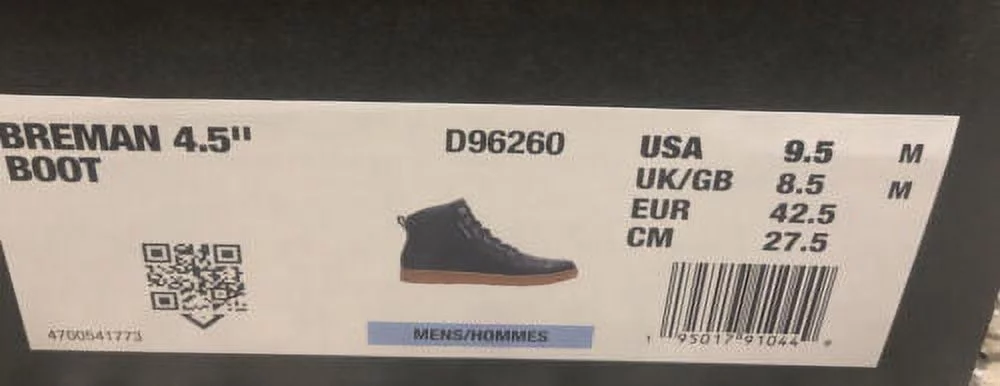 BREMAN 4.5"
BOOT
D96260
USA 9.5 M
UK/GB 8.5 M
EUR 42.5
CM 27.5
MENS/HOMMES
4700541773
1 95017 91044